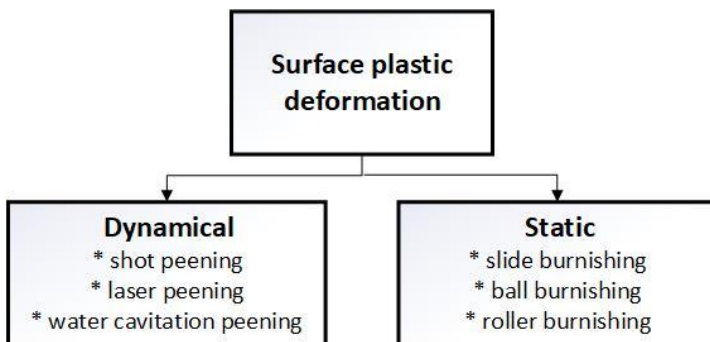 Surface plastic
deformation
Dynamical
* shot peening
* laser peening
* water cavitation peening
Static
* slide burnishing
* ball burnishing
* roller burnishing